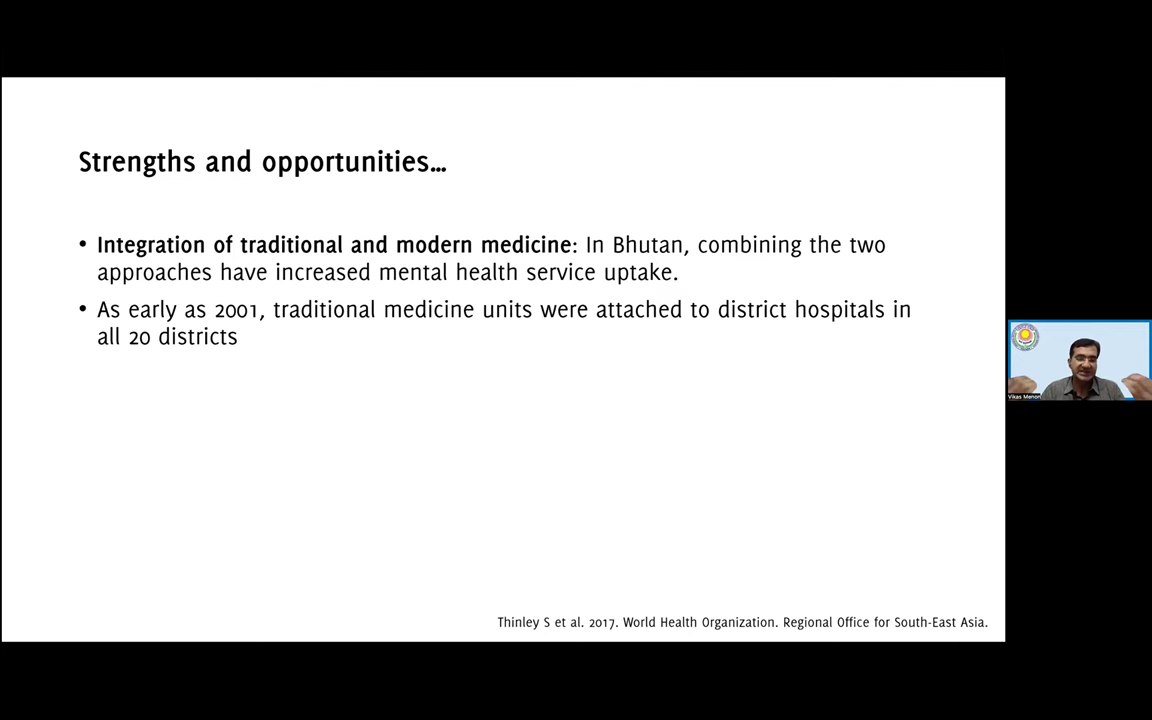 Strengths and opportunities...
• Integration of traditional and modern medicine: In Bhutan, combining the two
approaches have increased mental health service uptake.
• As early as 2001, traditional medicine units were attached to district hospitals in
all 20 districts
Vikas Menon
Thinley S et al. 2017. World Health Organization. Regional Office for South-East Asia.